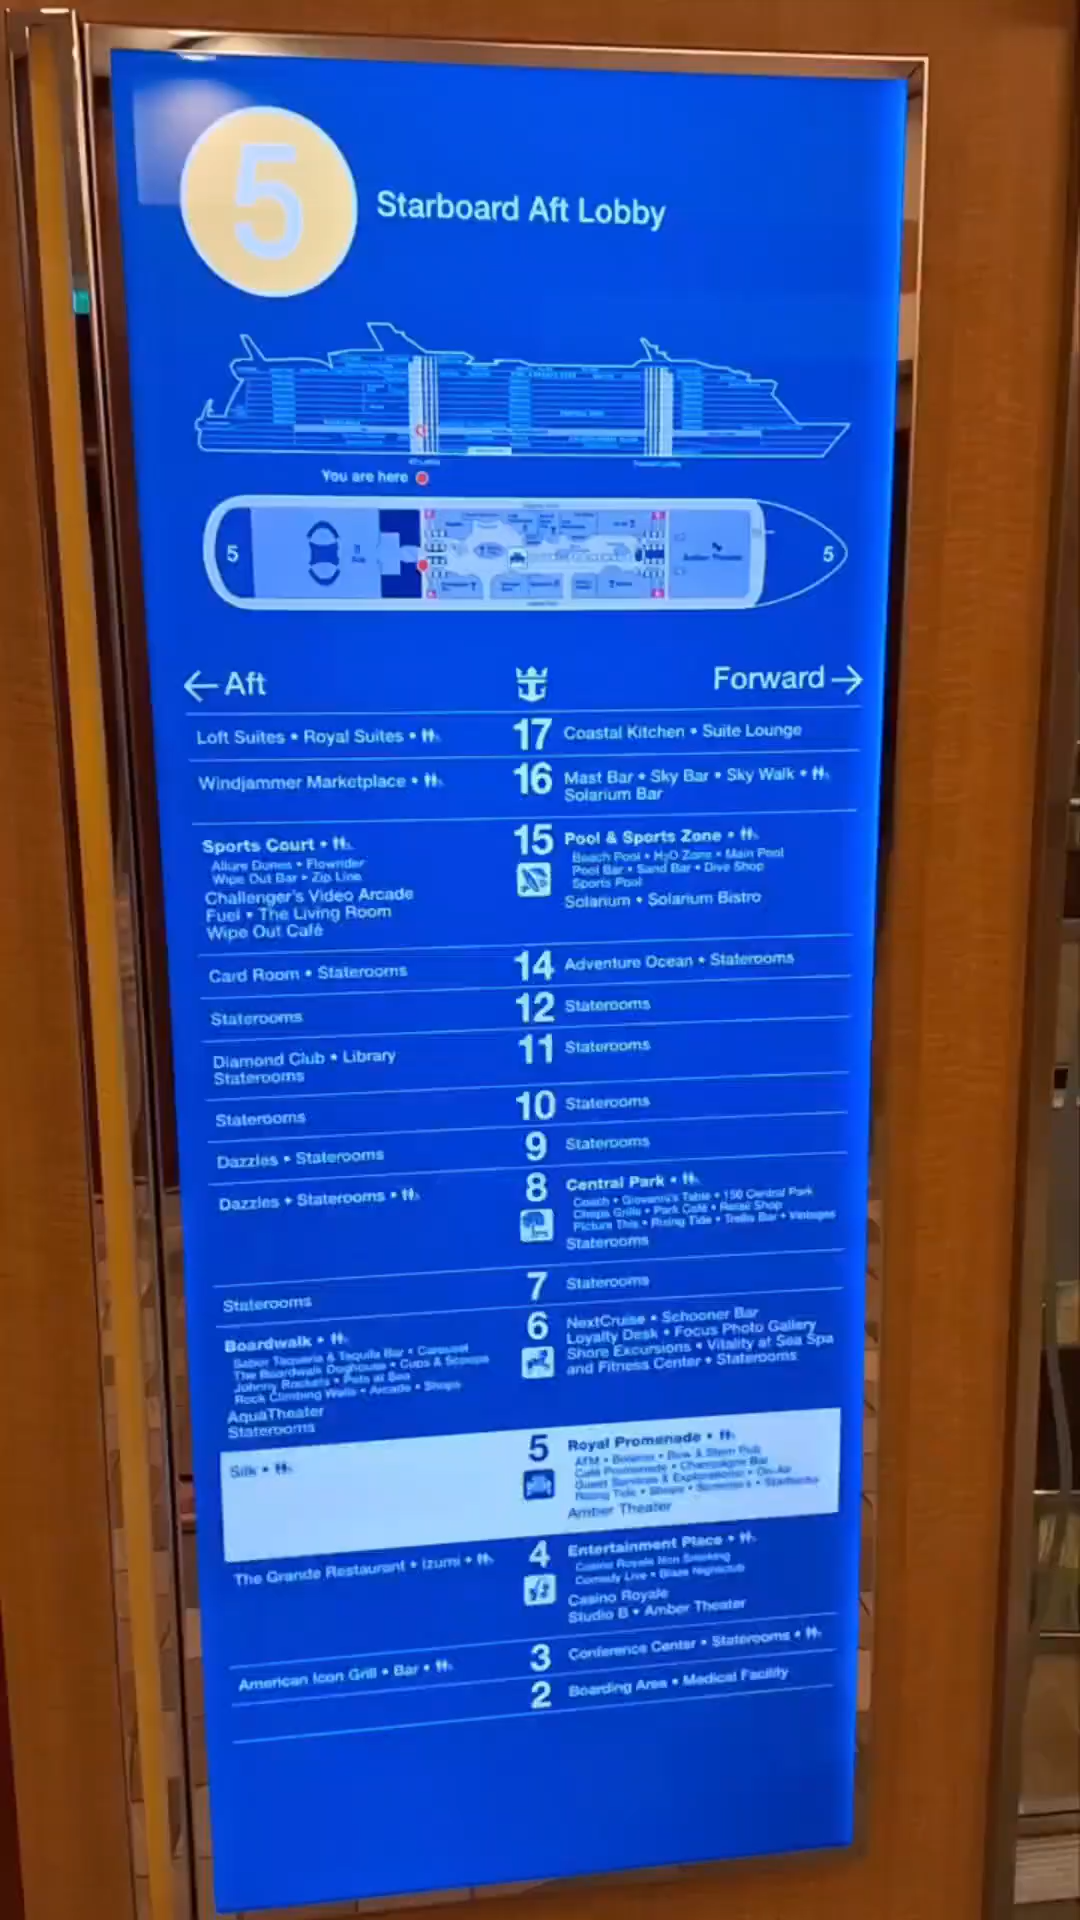 5
Starboard Aft Lobby
You are here
5
5
← Aft
Forward →
Loft Suites • Royal Suites •
17
Coastal Kitchen • Suite Lounge
Windjammer Marketplace •
16
Mast Bar • Sky Bar • Sky Walk •
Solarium Bar
Sports Court •
Allure Dunes • Flowrider
Wipe Out Bar • Zip Line
Challenger's Video Arcade
Fuel • The Living Room
Wipe Out Café
15
Pool & Sports Zone •
Beach Pool • H2O Zone • Main Pool
Pool Bar • Sand Bar • Dive Shop
Sports Pool
Solarium • Solarium Bistro
Card Room • Staterooms
14
Adventure Ocean • Staterooms
Staterooms
12
Staterooms
Diamond Club • Library
Staterooms
11
Staterooms
Staterooms
10
Staterooms
Dazzles • Staterooms
9
Staterooms
Dazzles • Staterooms •
8
Central Park •
Coach • Giovanni's Table • 150 Central Park
Chops Grille • Park Café • Retail Shop
Picture This • Rising Tide • Trellis Bar • Vintages
Staterooms
Staterooms
7
Staterooms
Boardwalk •
Sabor Taqueria & Tequila Bar • Carousel
The Boardwalk Doghouse • Cups & Scoops
Johnny Rockets • Pets at Sea
Rock Climbing Walls • Arcade • Shops
AquaTheater
Staterooms
6
NextCruise • Schooner Bar
Loyalty Desk • Focus Photo Gallery
Shore Excursions • Vitality at Sea Spa
and Fitness Center • Staterooms
Silk •
5
Royal Promenade •
ATM • Boleros • Bow & Stern Pub
Café Promenade • Champagne Bar
Guest Services & Explorations! • On-Air
Rising Tide • Shops • Sorrento's • Starbucks
Amber Theater
The Grande Restaurant • Izumi •
4
Entertainment Place •
Casino Royale Non Smoking
Comedy Live • Blaze Nightclub
Casino Royale
Studio B • Amber Theater
American Icon Grill • Bar •
3
Conference Center • Staterooms •
2
Boarding Area • Medical Facility